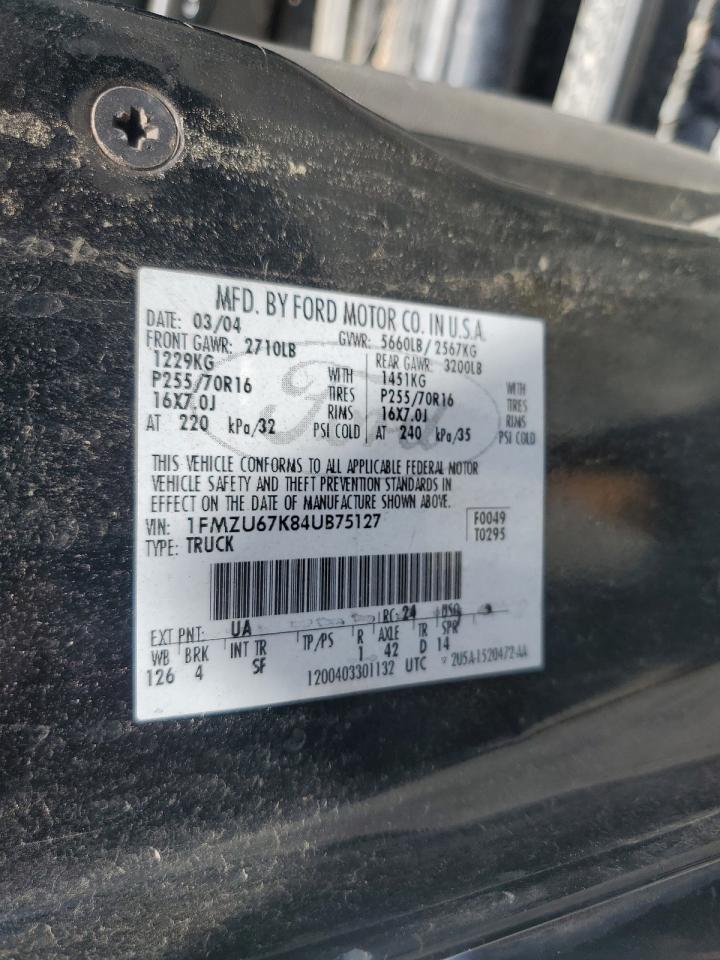 MFD. BY FORD MOTOR CO. IN U.S.A.
DATE: 03/04 GVWR: 5660LB/2567KG
FRONT GAWR: 2710LB REAR GAWR: 3200LB
1229KG WITH 1451KG WITH
P255/70R16 TIRES P255/70R16 TIRES
16X7.0J RIMS 16X7.0J RIMS
AT 220 kPa/32 PSI COLD AT 240 kPa/35 PSI COLD
Ford
THIS VEHICLE CONFORMS TO ALL APPLICABLE FEDERAL MOTOR
VEHICLE SAFETY AND THEFT PREVENTION STANDARDS IN
EFFECT ON THE DATE OF MANUFACTURE SHOWN ABOVE.
VIN: 1FMZU67K84UB75127 F0049
TYPE: TRUCK T0295
EXT PNT: UA RC: 24 DSO:
WB BRK INT TR TP/PS R AXLE TR SPR
126 4 SF 1 42 D 14
1200403301132 UTC 2U5A-1520472-AA